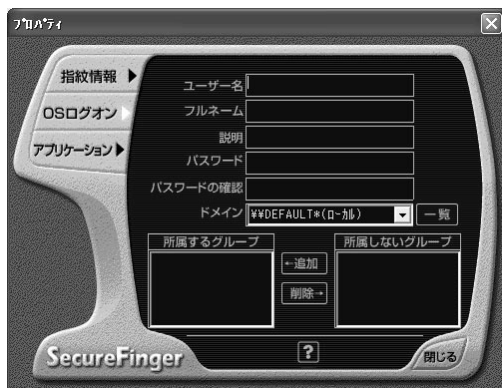 ﾌﾟﾛﾊﾟﾃｨ
指紋情報
OSログオン
アプリケーション
ユーザー名
フルネーム
説明
パスワード
パスワードの確認
ドメイン ¥¥DEFAULT*(ﾛｰｶﾙ) 一覧
所属するグループ 所属しないグループ
←追加
削除→
SecureFinger ? 閉じる